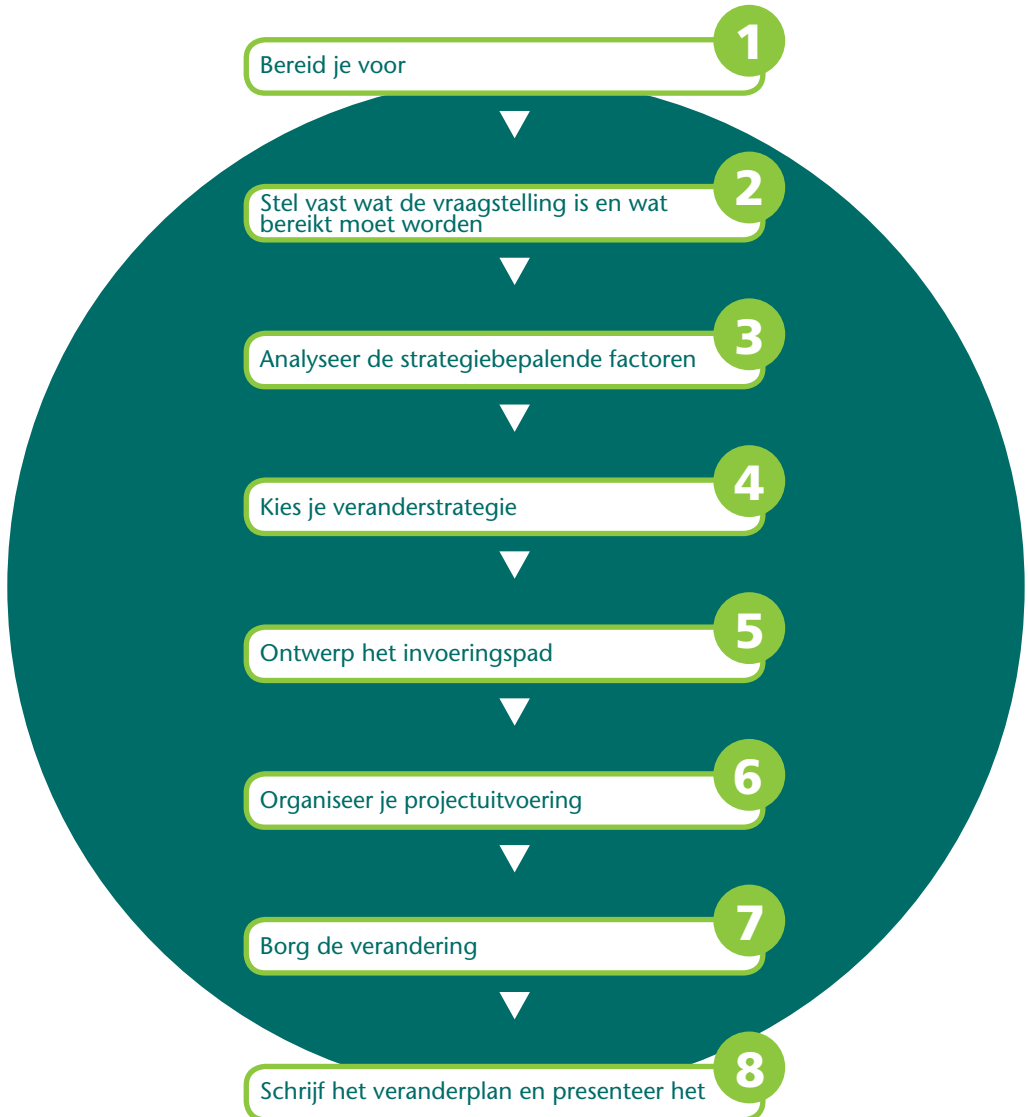 1
Bereid je voor
2
Stel vast wat de vraagstelling is en wat
bereikt moet worden
3
Analyseer de strategiebepalende factoren
4
Kies je veranderstrategie
5
Ontwerp het invoeringspad
6
Organiseer je projectuitvoering
7
Borg de verandering
8
Schrijf het veranderplan en presenteer het